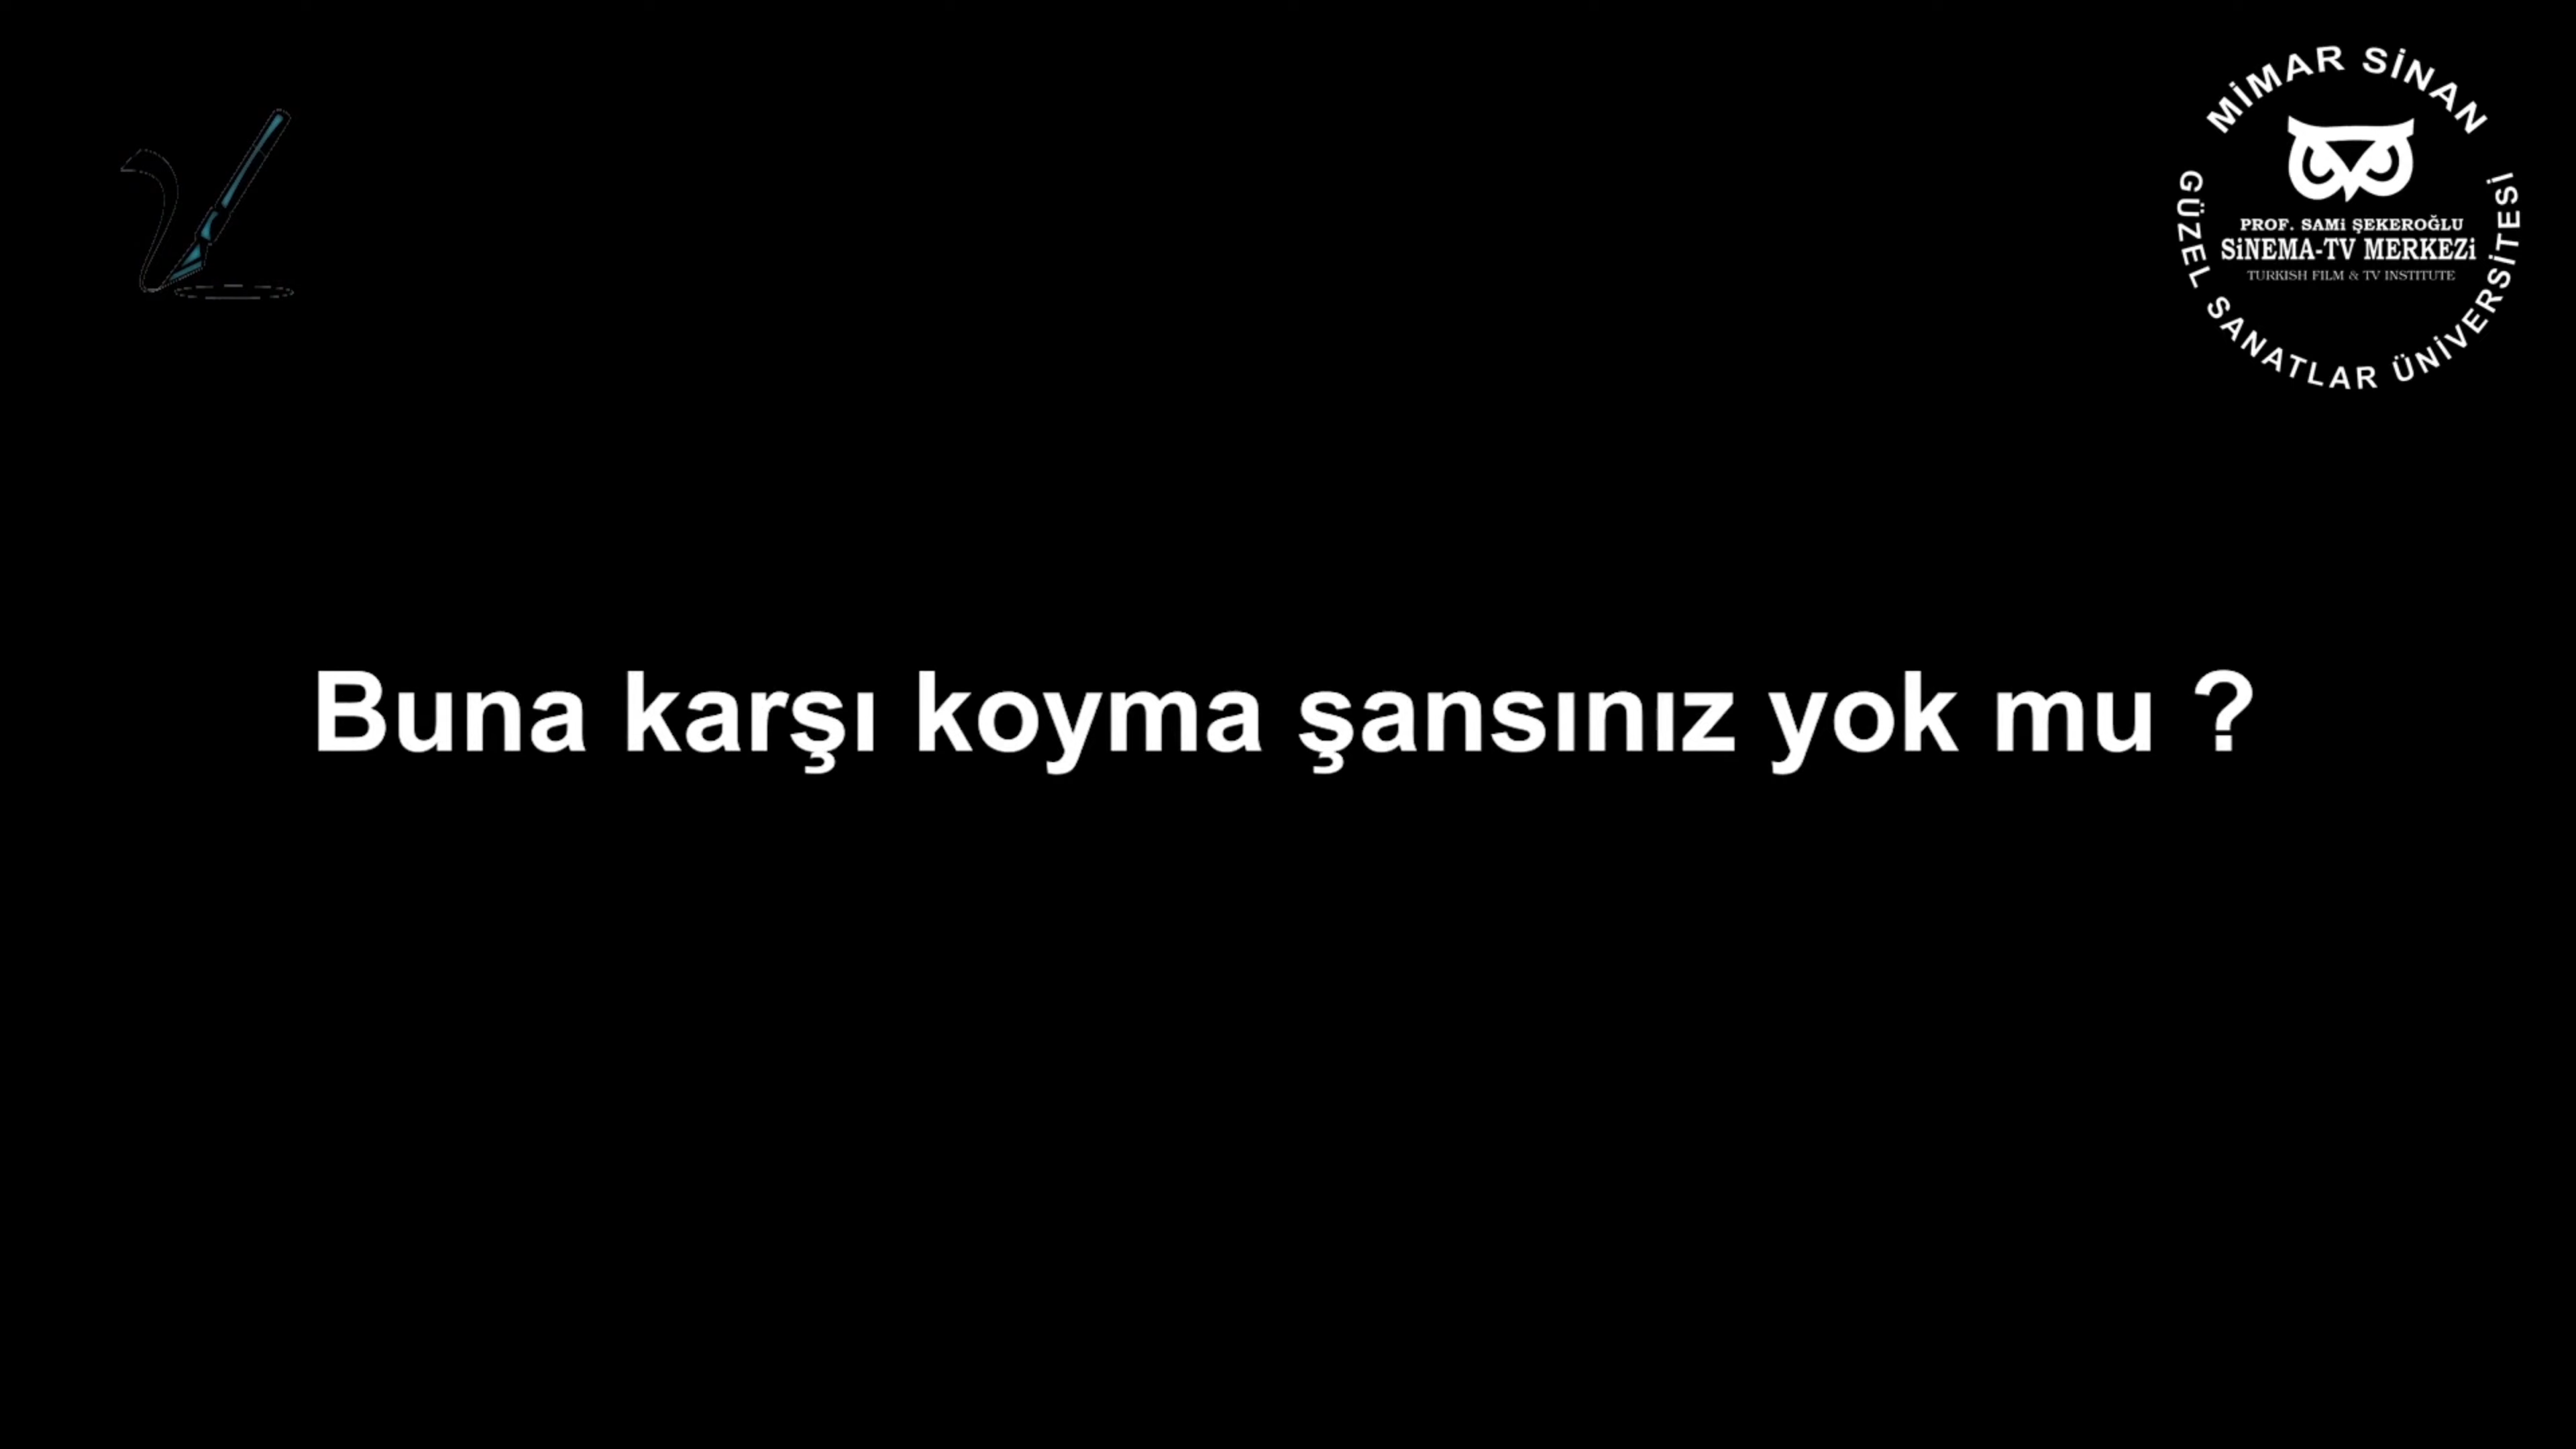 MİMAR SİNAN
GÜZEL SANATLAR ÜNİVERSİTESİ
PROF. SAMİ ŞEKEROĞLU
SİNEMA-TV MERKEZİ
TURKISH FILM & TV INSTITUTE
Buna karşı koyma şansınız yok mu ?